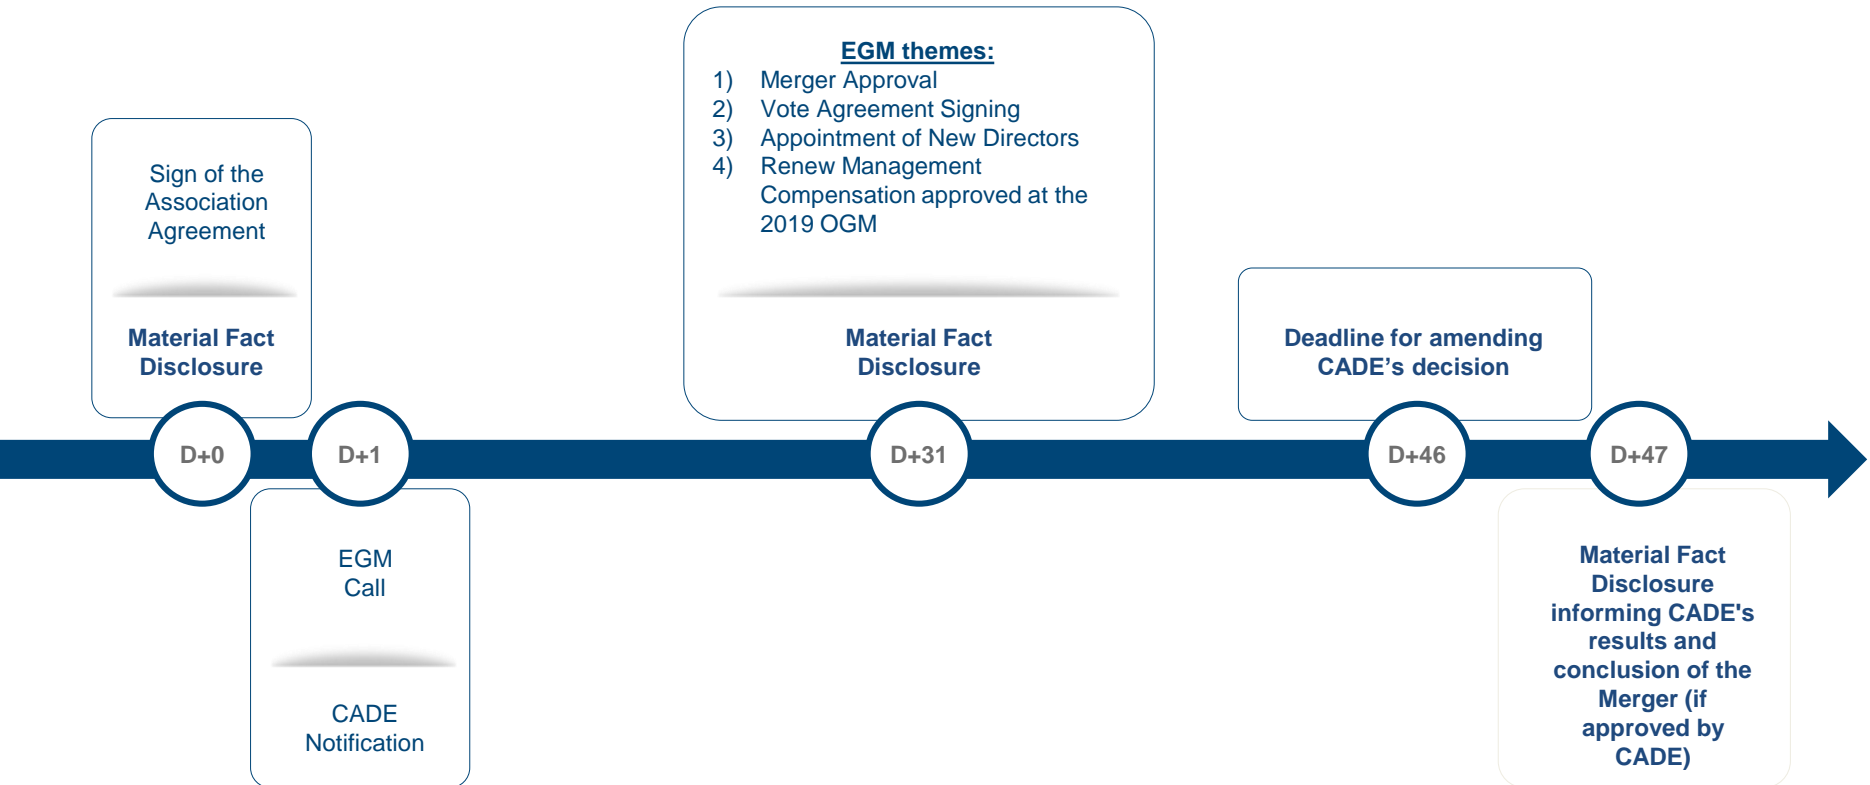 EGM themes:
1) Merger Approval
2) Vote Agreement Signing
3) Appointment of New Directors
4) Renew Management
Compensation approved at the
2019 OGM
Material Fact
Disclosure
Sign of the
Association
Agreement
Material Fact
Disclosure
Deadline for amending
CADE’s decision
D+0
D+1
D+31
D+46
D+47
EGM
Call
CADE
Notification
Material Fact
Disclosure
informing CADE's
results and
conclusion of the
Merger (if
approved by
CADE)